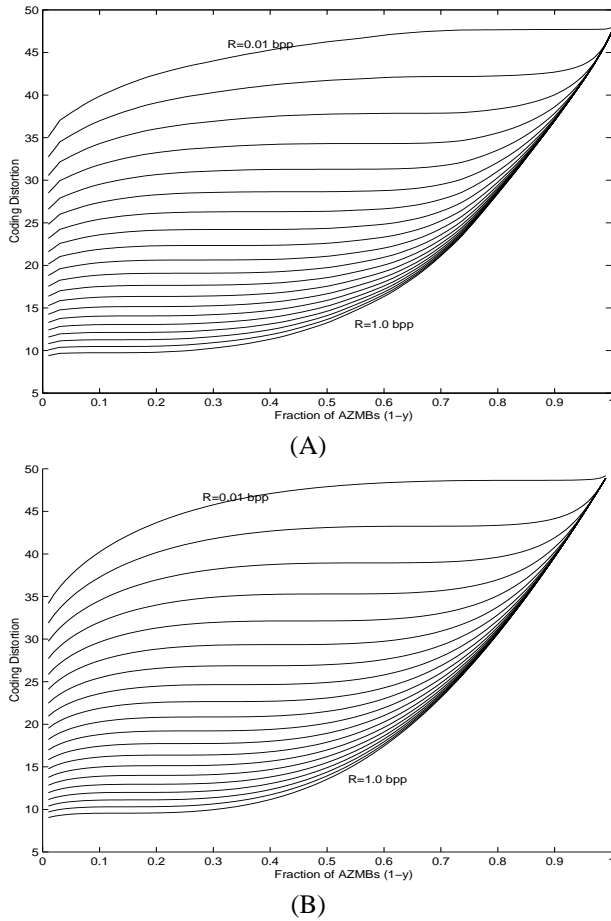 50
R=0.01 bpp
45
40
35
30
Coding Distortion
25
20
15
R=1.0 bpp
10
5
0 0.1 0.2 0.3 0.4 0.5 0.6 0.7 0.8 0.9 1
Fraction of AZMBs (1−y)
(A)
50
R=0.01 bpp
45
40
35
30
Coding Distortion
25
20
15
R=1.0 bpp
10
5
0 0.1 0.2 0.3 0.4 0.5 0.6 0.7 0.8 0.9 1
Fraction of AZMBs (1−y)
(B)